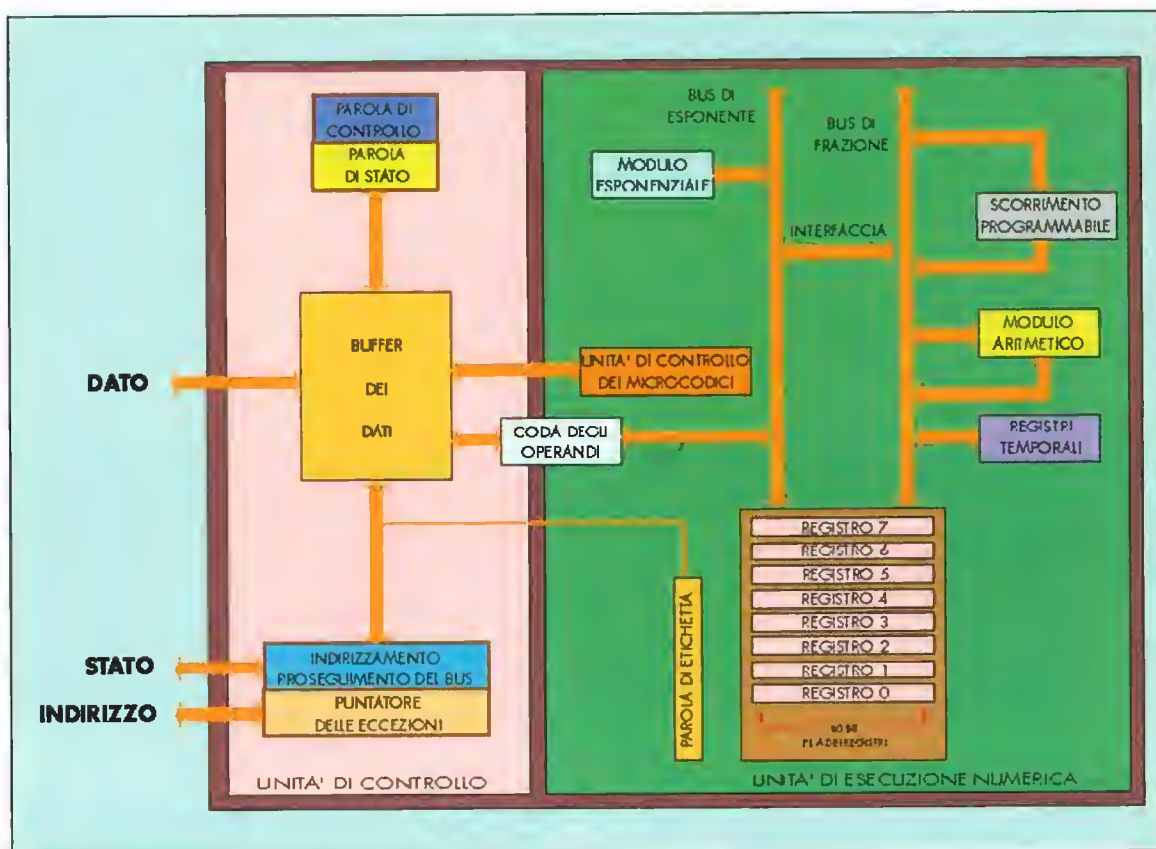 PAROLA DI
CONTROLLO
PAROLA
DI STATO
BUFFER
DEI
DATI
DATO
STATO
INDIRIZZO
INDIRIZZAMENTO
PROSEGUIMENTO DEL BUS
PUNTATORE
DELLE ECCEZIONI
UNITA' DI CONTROLLO
BUS DI
ESPONENTE
BUS DI
FRAZIONE
MODULO
ESPONENZIALE
INTERFACCIA
SCORRIMENTO
PROGRAMMABILE
MODULO
ARITMETICO
UNITA' DI CONTROLLO
DEI MICROCODICI
CODA DEGLI
OPERANDI
REGISTRI
TEMPORALI
REGISTRO 7
REGISTRO 6
REGISTRO 5
REGISTRO 4
REGISTRO 3
REGISTRO 2
REGISTRO 1
REGISTRO 0
PAROLA DI ETICHETTA
UNITA' DI ESECUZIONE NUMERICA